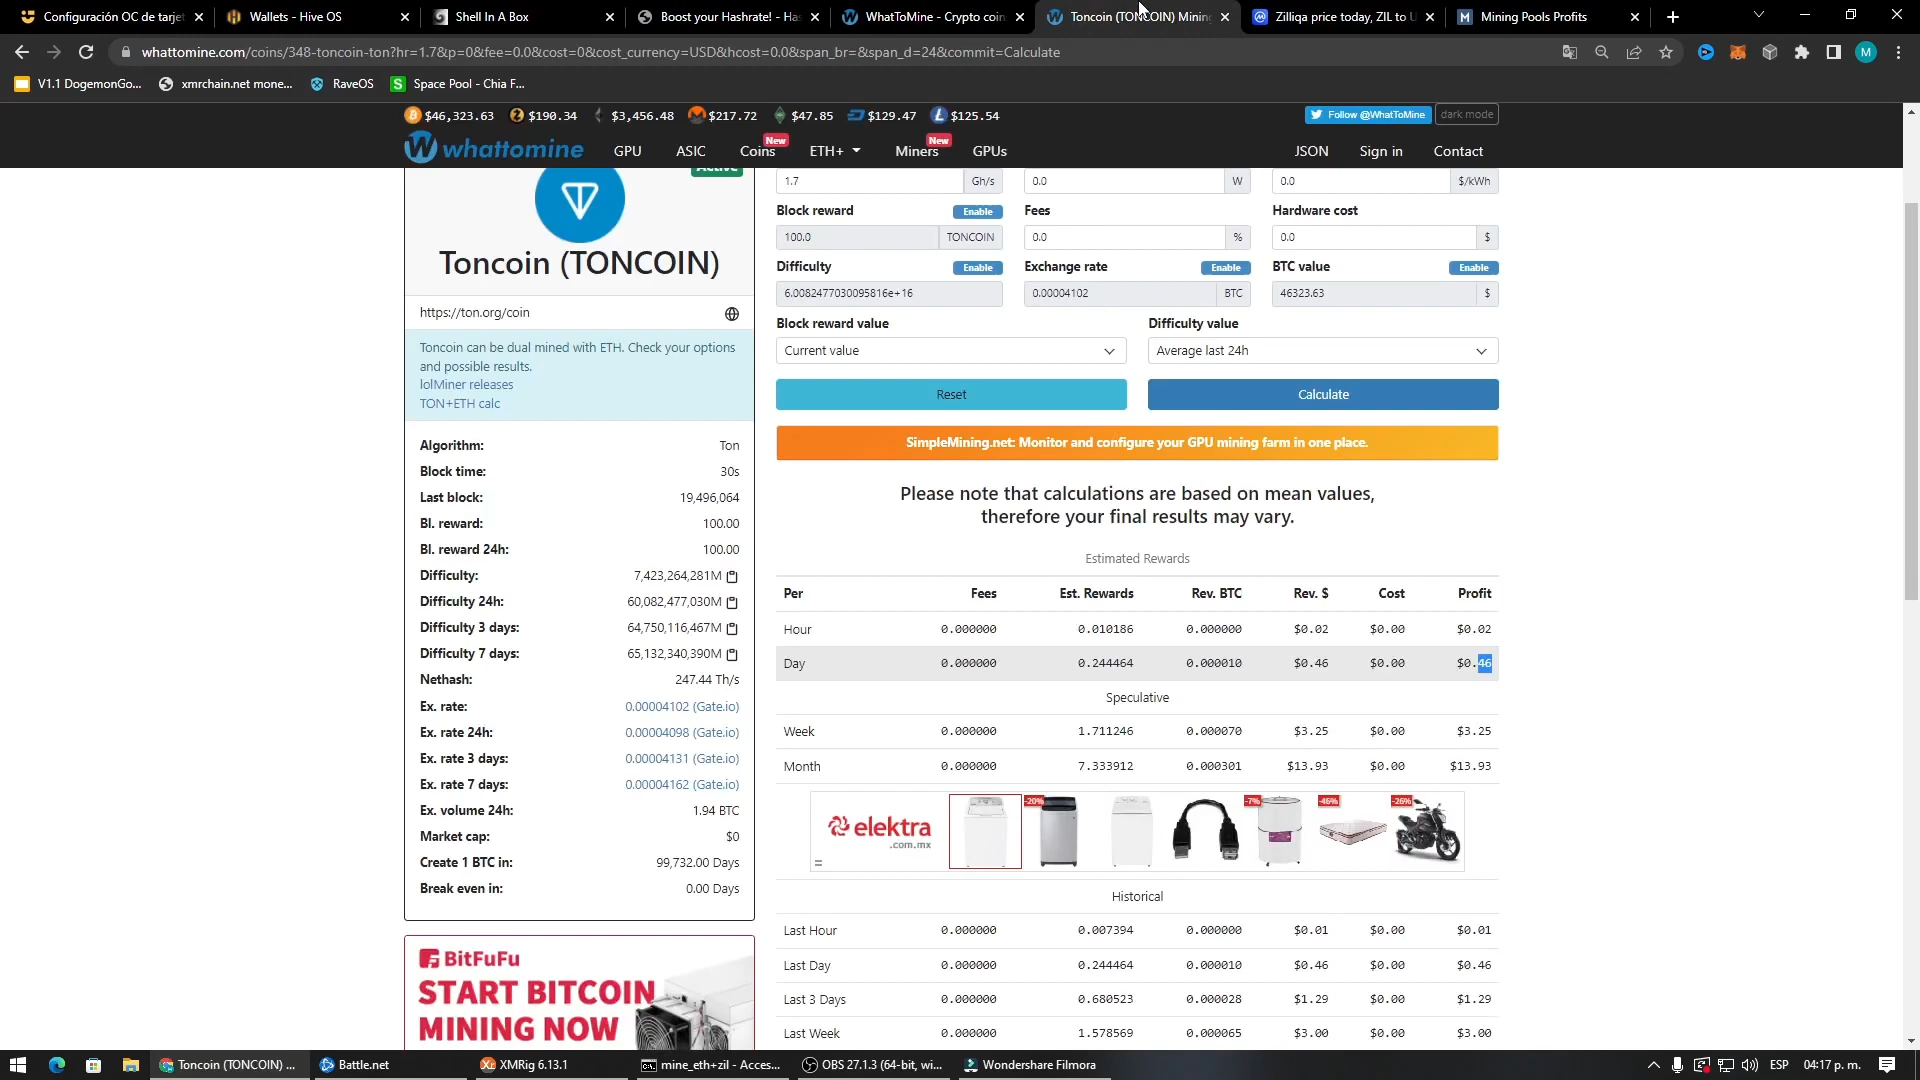 Configuración OC de tarjet
Wallets - Hive OS
Shell In A Box
Boost your Hashrate! - Has
WhatToMine - Crypto coin
Toncoin (TONCOIN) Mining
Zilliqa price today, ZIL to U
Mining Pools Profits
whattomine.com/coins/348-toncoin-ton?hr=1.7&p=0&fee=0.0&cost=0&cost_currency=USD&hcost=0.0&span_br=&span_d=24&commit=Calculate
M
V1.1 DogemonGo...
xmrchain.net mone...
RaveOS
Space Pool - Chia F...
$46,323.63 $190.34 $3,456.48 $217.72 $47.85 $129.47 $125.54
Follow @WhatToMine
dark mode
whattomine
GPU
ASIC
Coins New
ETH+
Miners New
GPUs
JSON
Sign in
Contact
Active
Toncoin (TONCOIN)
https://ton.org/coin
Toncoin can be dual mined with ETH. Check your options
and possible results.
lolMiner releases
TON+ETH calc
Algorithm: Ton
Block time: 30s
Last block: 19,496,064
Bl. reward: 100.00
Bl. reward 24h: 100.00
Difficulty: 7,423,264,281M
Difficulty 24h: 60,082,477,030M
Difficulty 3 days: 64,750,116,467M
Difficulty 7 days: 65,132,340,390M
Nethash: 247.44 Th/s
Ex. rate: 0.00004102 (Gate.io)
Ex. rate 24h: 0.00004098 (Gate.io)
Ex. rate 3 days: 0.00004131 (Gate.io)
Ex. rate 7 days: 0.00004162 (Gate.io)
Ex. volume 24h: 1.94 BTC
Market cap: $0
Create 1 BTC in: 99,732.00 Days
Break even in: 0.00 Days
BitFuFu
START BITCOIN
MINING NOW
1.7 Gh/s 0.0 W 0.0 $/kWh
Block reward Enable Fees Hardware cost
100.0 TONCOIN 0.0 % 0.0 $
Difficulty Enable Exchange rate Enable BTC value Enable
6.0082477030095816e+16 0.00004102 BTC 46323.63 $
Block reward value Difficulty value
Current value Average last 24h
Reset Calculate
SimpleMining.net: Monitor and configure your GPU mining farm in one place.
Please note that calculations are based on mean values,
therefore your final results may vary.
Estimated Rewards
Per Fees Est. Rewards Rev. BTC Rev. $ Cost Profit
Hour 0.000000 0.010186 0.000000 $0.02 $0.00 $0.02
Day 0.000000 0.244464 0.000010 $0.46 $0.00 $0.46
Speculative
Week 0.000000 1.711246 0.000070 $3.25 $0.00 $3.25
Month 0.000000 7.333912 0.000301 $13.93 $0.00 $13.93
elektra
.com.mx
-20% -7% -46% -26%
Historical
Last Hour 0.000000 0.007394 0.000000 $0.01 $0.00 $0.01
Last Day 0.000000 0.244464 0.000010 $0.46 $0.00 $0.46
Last 3 Days 0.000000 0.680523 0.000028 $1.29 $0.00 $1.29
Last Week 0.000000 1.578569 0.000065 $3.00 $0.00 $3.00
Toncoin (TONCOIN) ...
Battle.net
XMRig 6.13.1
mine_eth+zil - Acces...
OBS 27.1.3 (64-bit, wi...
Wondershare Filmora
ESP
04:17 p. m.